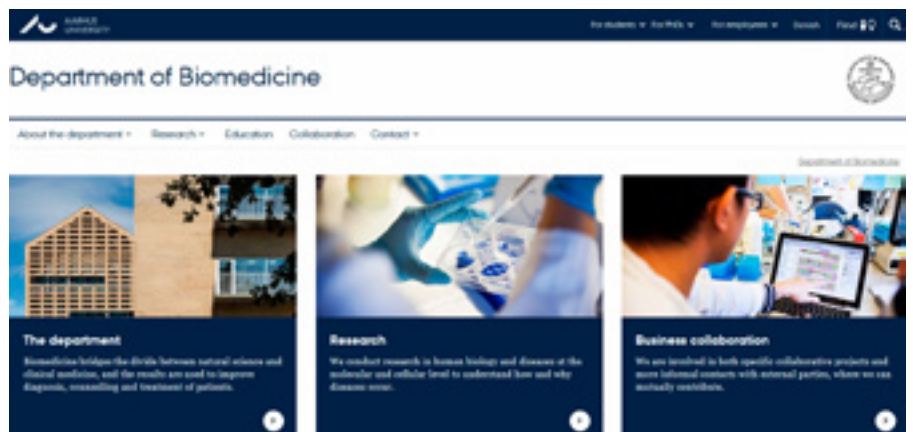 AARHUS
UNIVERSITY
For students For PhDs For employees Danish Find
Department of Biomedicine
About the department Research Education Collaboration Contact
Department of Biomedicine
The department
Biomedicine bridges the divide between natural science and
clinical medicine, and the results are used to improve
diagnosis, counselling and treatment of patients.
Research
We conduct research in human biology and diseases at the
molecular and cellular level to understand how and why
diseases occur.
Business collaboration
We are involved in both specific collaborative projects and
more informal contacts with external parties, where we can
mutually contribute.